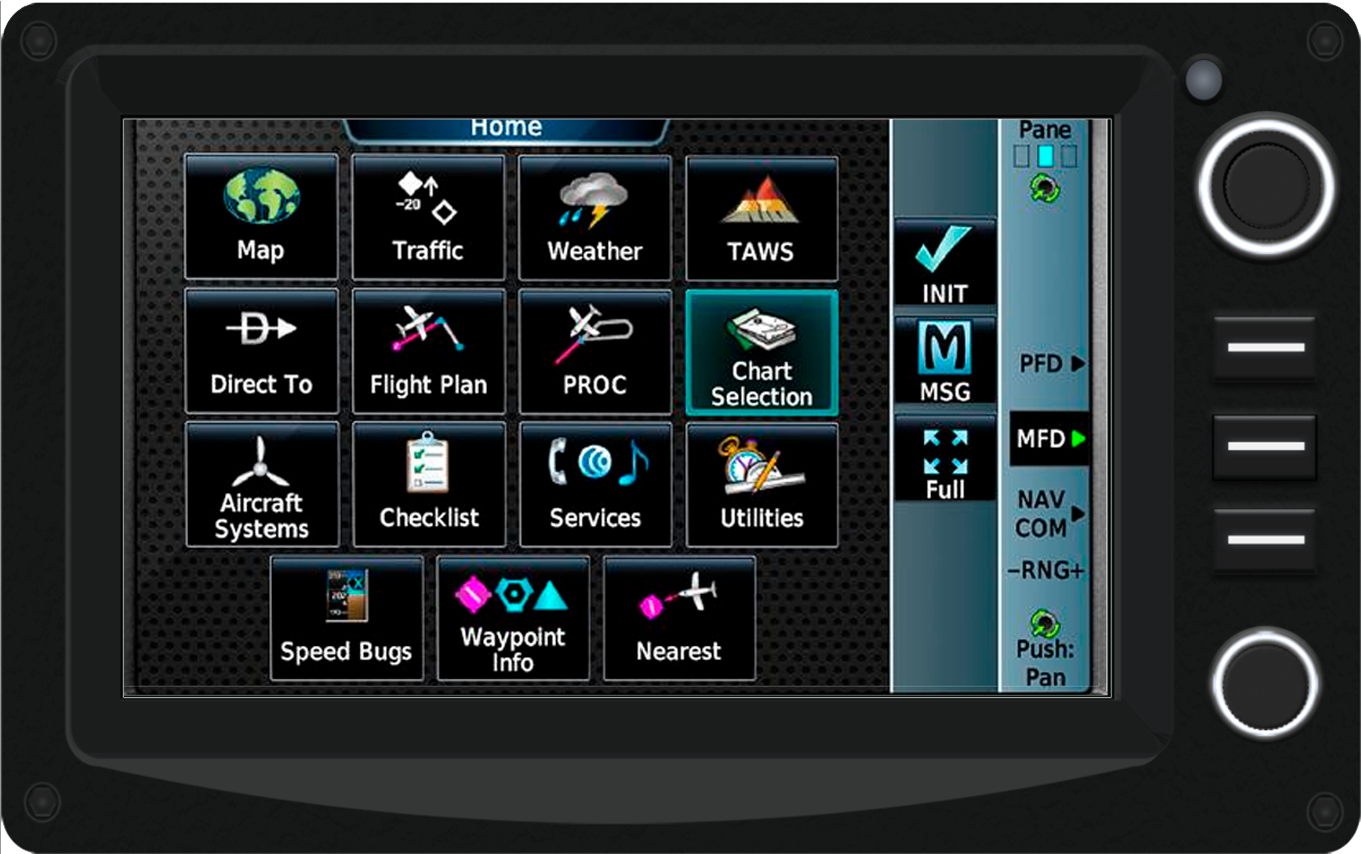 Home
Pane
Map
-20
Traffic
Weather
TAWS
INIT
Direct To
Flight Plan
PROC
Chart
Selection
MSG
PFD
MFD
Full
NAV
COM
-RNG+
Aircraft
Systems
Checklist
Services
Utilities
Speed Bugs
Waypoint
Info
Nearest
Push:
Pan